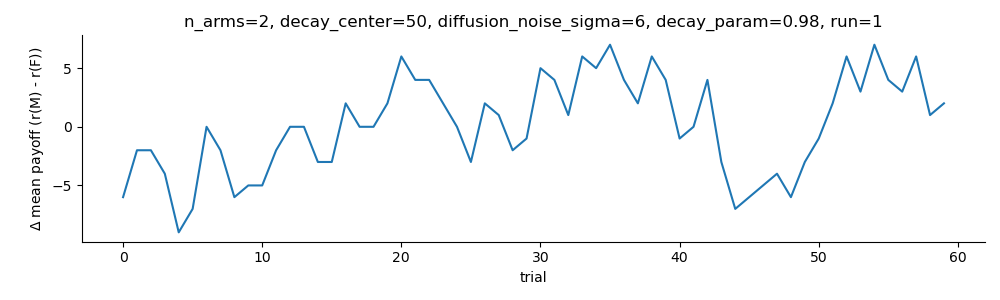 n_arms=2, decay_center=50, diffusion_noise_sigma=6, decay_param=0.98, run=1
Δ mean payoff (r(M) - r(F))
5
0
−5
0 10 20 30 40 50 60
trial